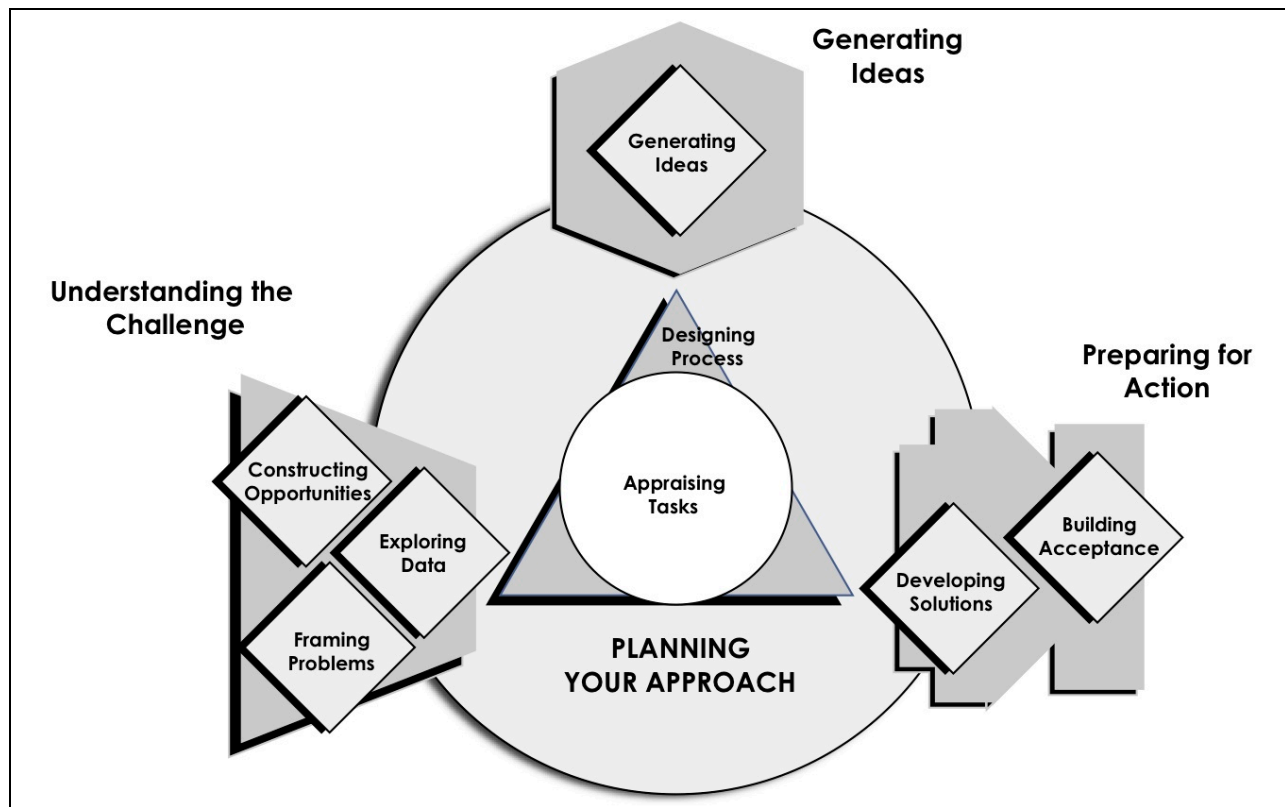 Generating
Ideas
Generating
Ideas
Understanding the
Challenge
Designing
Process
Preparing for
Action
Constructing
Opportunities
Appraising
Tasks
Exploring
Data
Building
Acceptance
Developing
Solutions
Framing
Problems
PLANNING
YOUR APPROACH